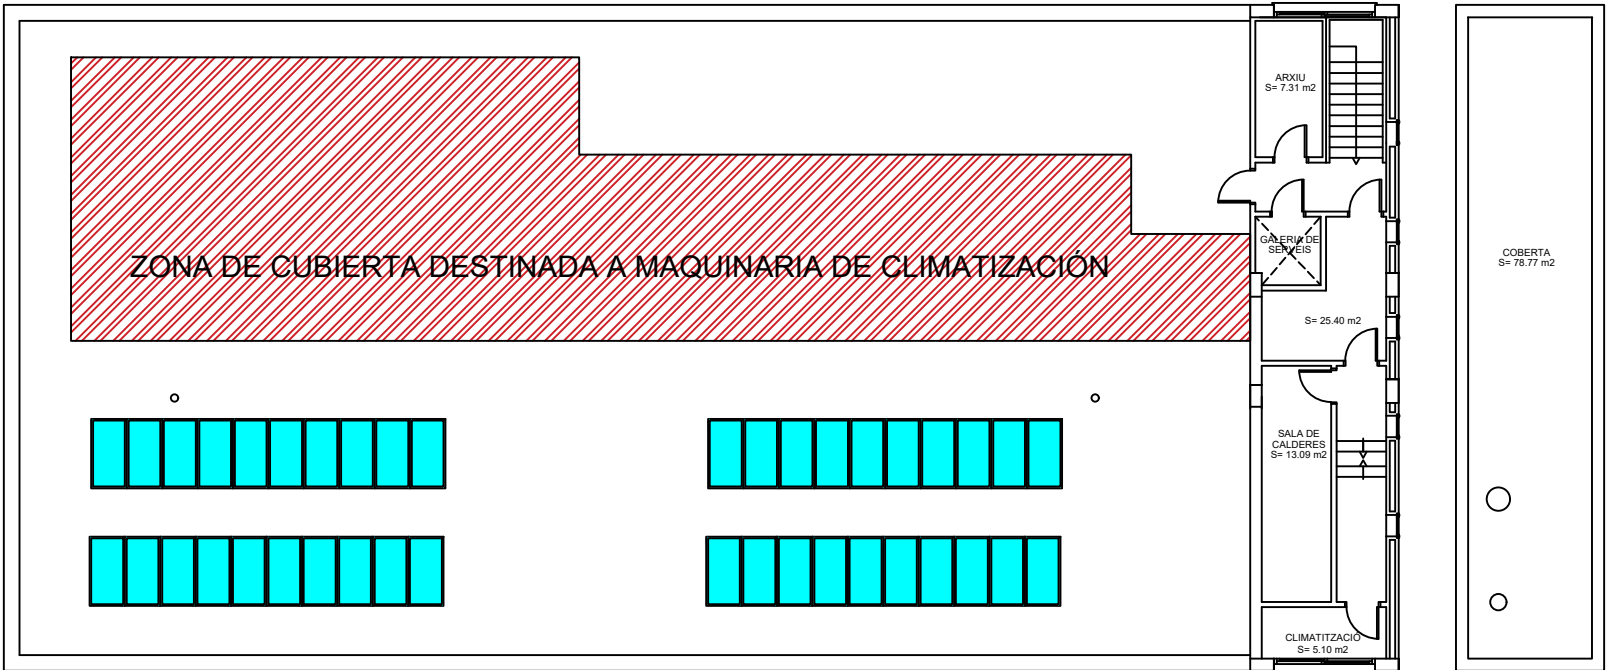 ARXIU
S= 7.31 m2
GALERIA DE
SERVEIS
ZONA DE CUBIERTA DESTINADA A MAQUINARIA DE CLIMATIZACIÓN
COBERTA
S= 78.77 m2
S= 25.40 m2
SALA DE
CALDERES
S= 13.09 m2
CLIMATITZACIÓ
S= 5.10 m2